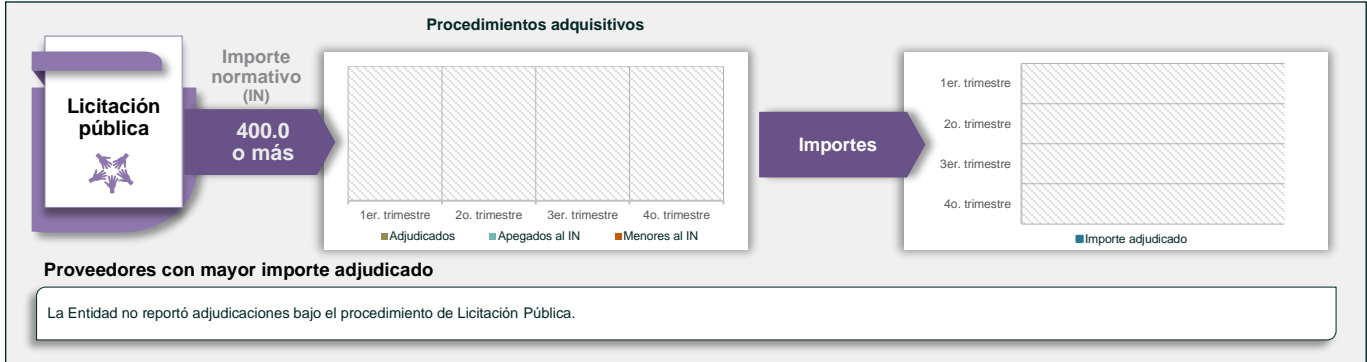 Procedimientos adquisitivos
Licitación
pública
Importe
normativo
(IN)
400.0
o más
1er. trimestre 2o. trimestre 3er. trimestre 4o. trimestre
Adjudicados Apegados al IN Menores al IN
Importes
1er. trimestre
2o. trimestre
3er. trimestre
4o. trimestre
Importe adjudicado
Proveedores con mayor importe adjudicado
La Entidad no reportó adjudicaciones bajo el procedimiento de Licitación Pública.